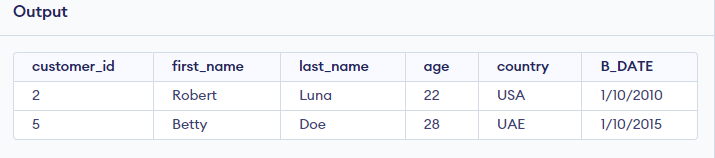 Output
customer_id first_name last_name age country B_DATE
2 Robert Luna 22 USA 1/10/2010
5 Betty Doe 28 UAE 1/10/2015